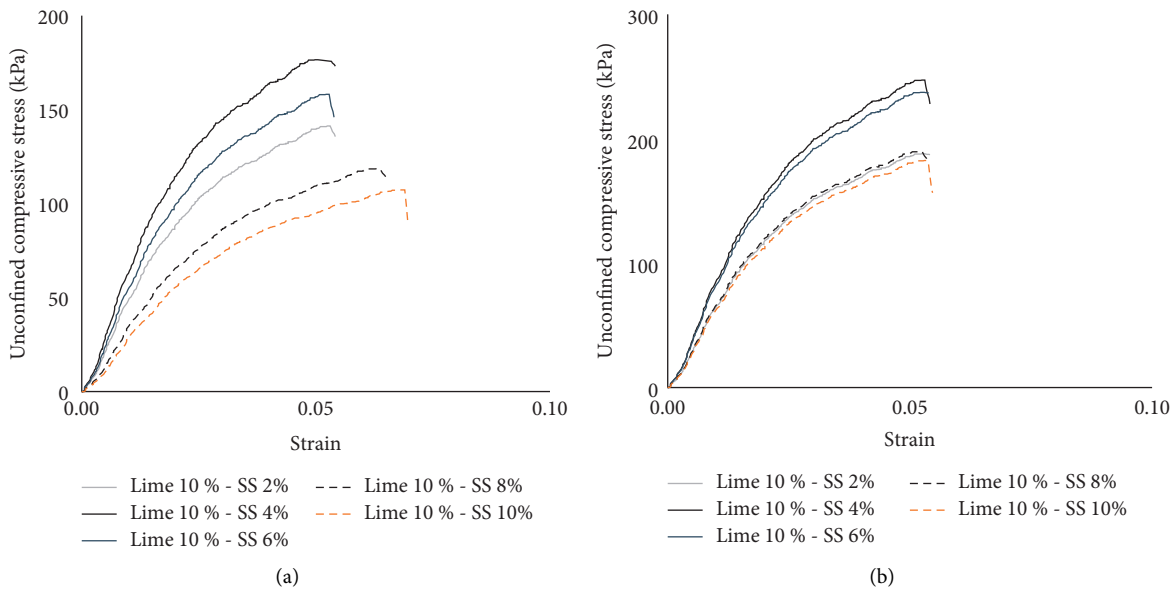 Unconfined compressive stress (kPa)
200
150
100
50
0
0.00
0.05
0.10
Strain
Lime 10 % - SS 2%
Lime 10 % - SS 4%
Lime 10 % - SS 6%
Lime 10 % - SS 8%
Lime 10 % - SS 10%
(a)
Unconfined compressive stress (kPa)
300
200
100
0
0.00
0.05
0.10
Strain
Lime 10 % - SS 2%
Lime 10 % - SS 4%
Lime 10 % - SS 6%
Lime 10 % - SS 8%
Lime 10 % - SS 10%
(b)